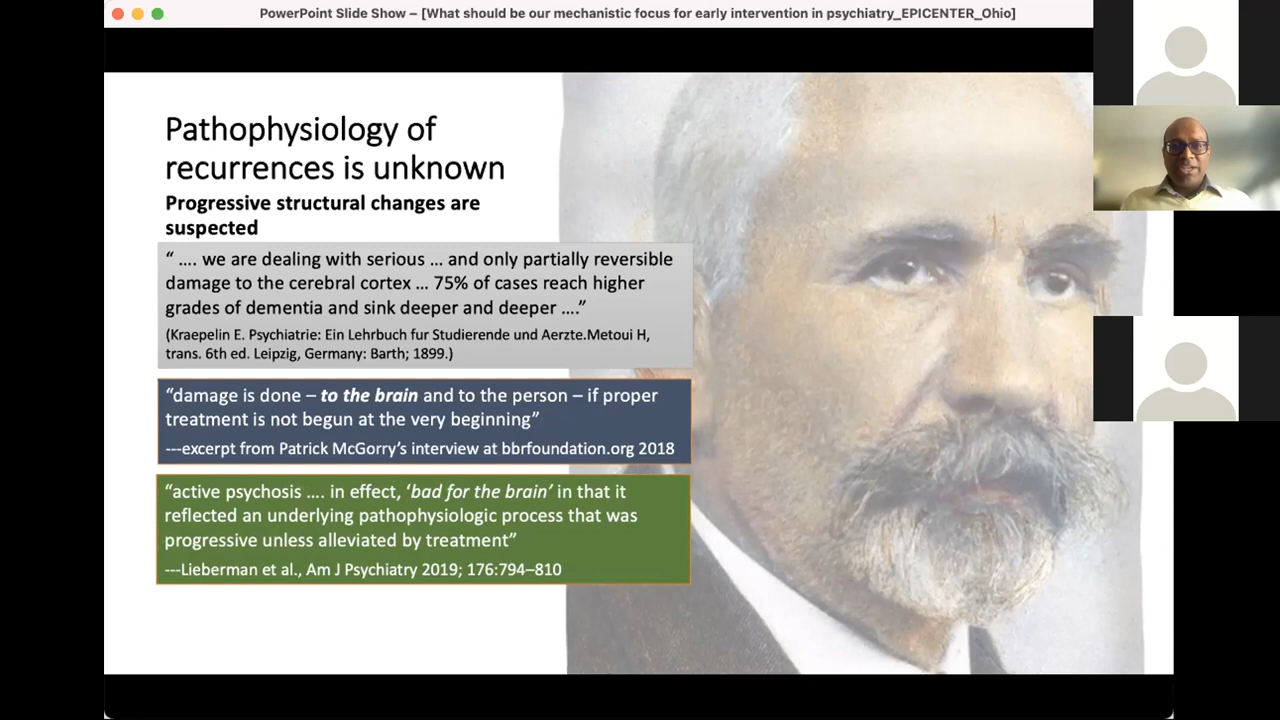 PowerPoint Slide Show – [What should be our mechanistic focus for early intervention in psychiatry_EPICENTER_Ohio]
Pathophysiology of
recurrences is unknown
Progressive structural changes are
suspected
“ …. we are dealing with serious … and only partially reversible
damage to the cerebral cortex … 75% of cases reach higher
grades of dementia and sink deeper and deeper ….”
(Kraepelin E. Psychiatrie: Ein Lehrbuch fur Studierende und Aerzte.Metoui H,
trans. 6th ed. Leipzig, Germany: Barth; 1899.)
“damage is done – to the brain and to the person – if proper
treatment is not begun at the very beginning”
---excerpt from Patrick McGorry’s interview at bbrfoundation.org 2018
“active psychosis …. in effect, ‘bad for the brain’ in that it
reflected an underlying pathophysiologic process that was
progressive unless alleviated by treatment”
---Lieberman et al., Am J Psychiatry 2019; 176:794–810